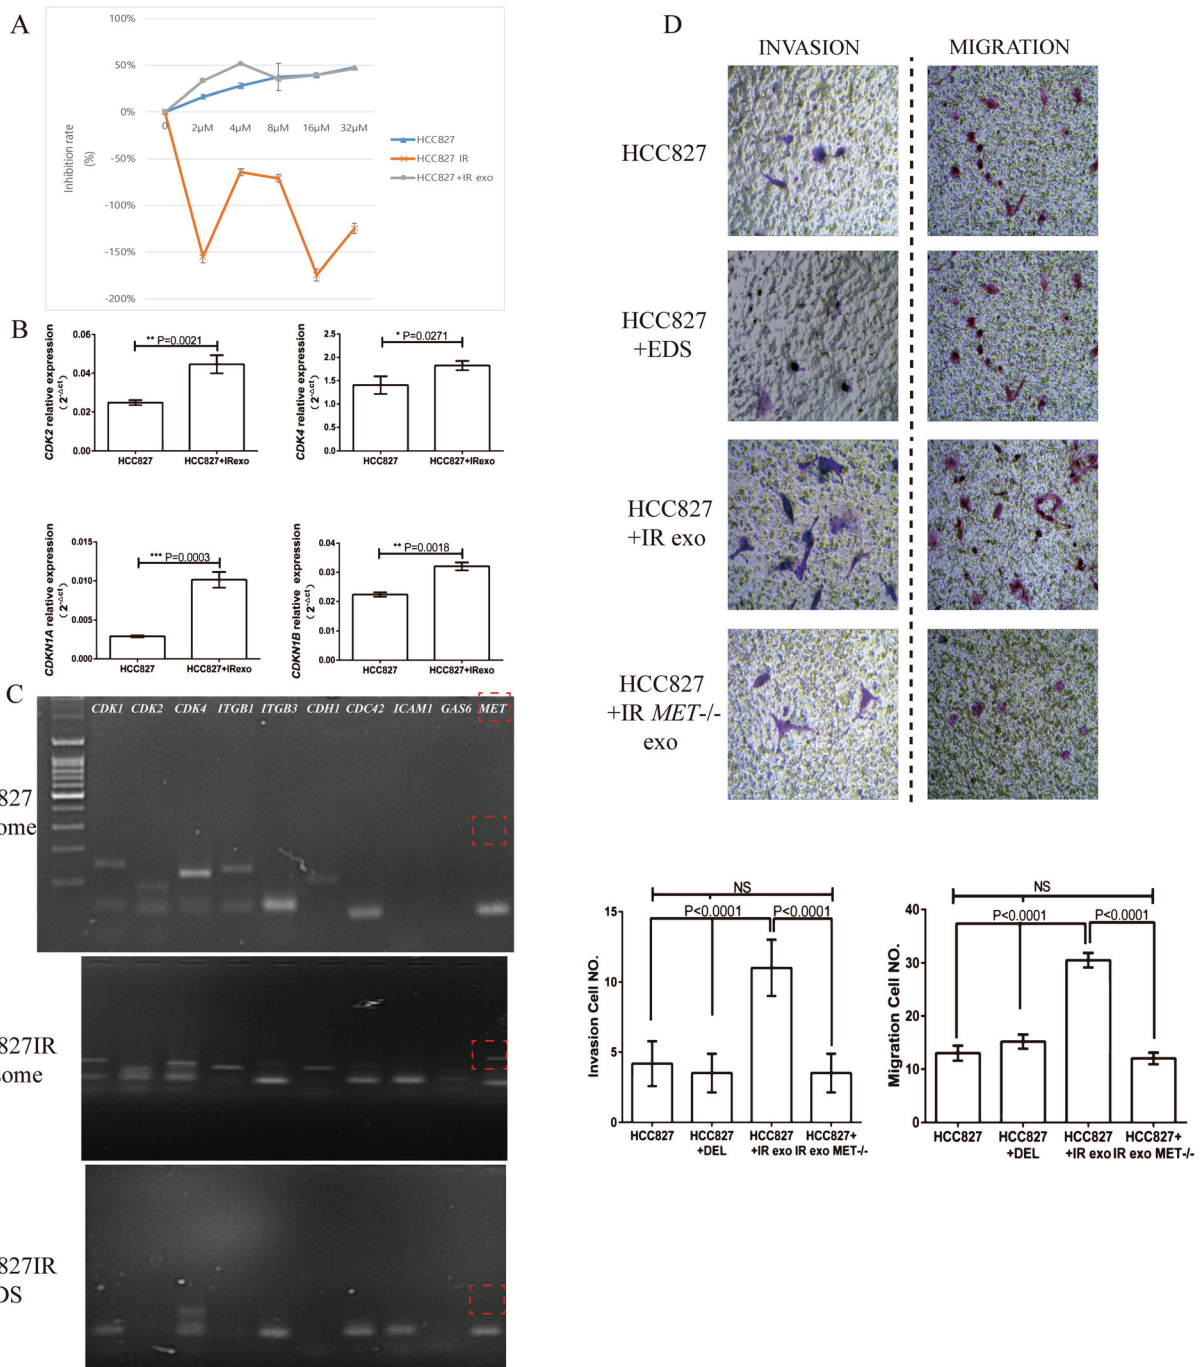 A
100%
50%
0%
-50%
-100%
-150%
-200%
Inhibition rate
(%)
0 2μM 4μM 8μM 16μM 32μM
HCC827
HCC827 IR
HCC827+IR exo
B
CDK2 relative expression
(2^-Δct)
0.06
0.04
0.02
0.00
** P=0.0021
HCC827 HCC827+IRexo
CDK4 relative expression
(2^-Δct)
2.5
2.0
1.5
1.0
0.5
0.0
* P=0.0271
HCC827 HCC827+IRexo
CDKN1A relative expression
(2^-Δct)
0.015
0.010
0.005
0.000
*** P=0.0003
HCC827 HCC827+IRexo
CDKN1B relative expression
(2^-Δct)
0.04
0.03
0.02
0.01
0.00
** P=0.0018
HCC827 HCC827+IRexo
C
CDK1 CDK2 CDK4 ITGB1 ITGB3 CDH1 CDC42 ICAM1 GAS6 MET
827
ome
827IR
some
827IR
DS
D
INVASION MIGRATION
HCC827
HCC827
+EDS
HCC827
+IR exo
HCC827
+IR MET-/-
exo
Invasion Cell NO.
15
10
5
0
NS
P<0.0001 P<0.0001
HCC827 HCC827 HCC827 HCC827+
+DEL +IR exo IR exo MET-/-
Migration Cell NO.
40
30
20
10
0
NS
P<0.0001 P<0.0001
HCC827 HCC827 HCC827 HCC827+
+DEL +IR exo IR exo MET-/-